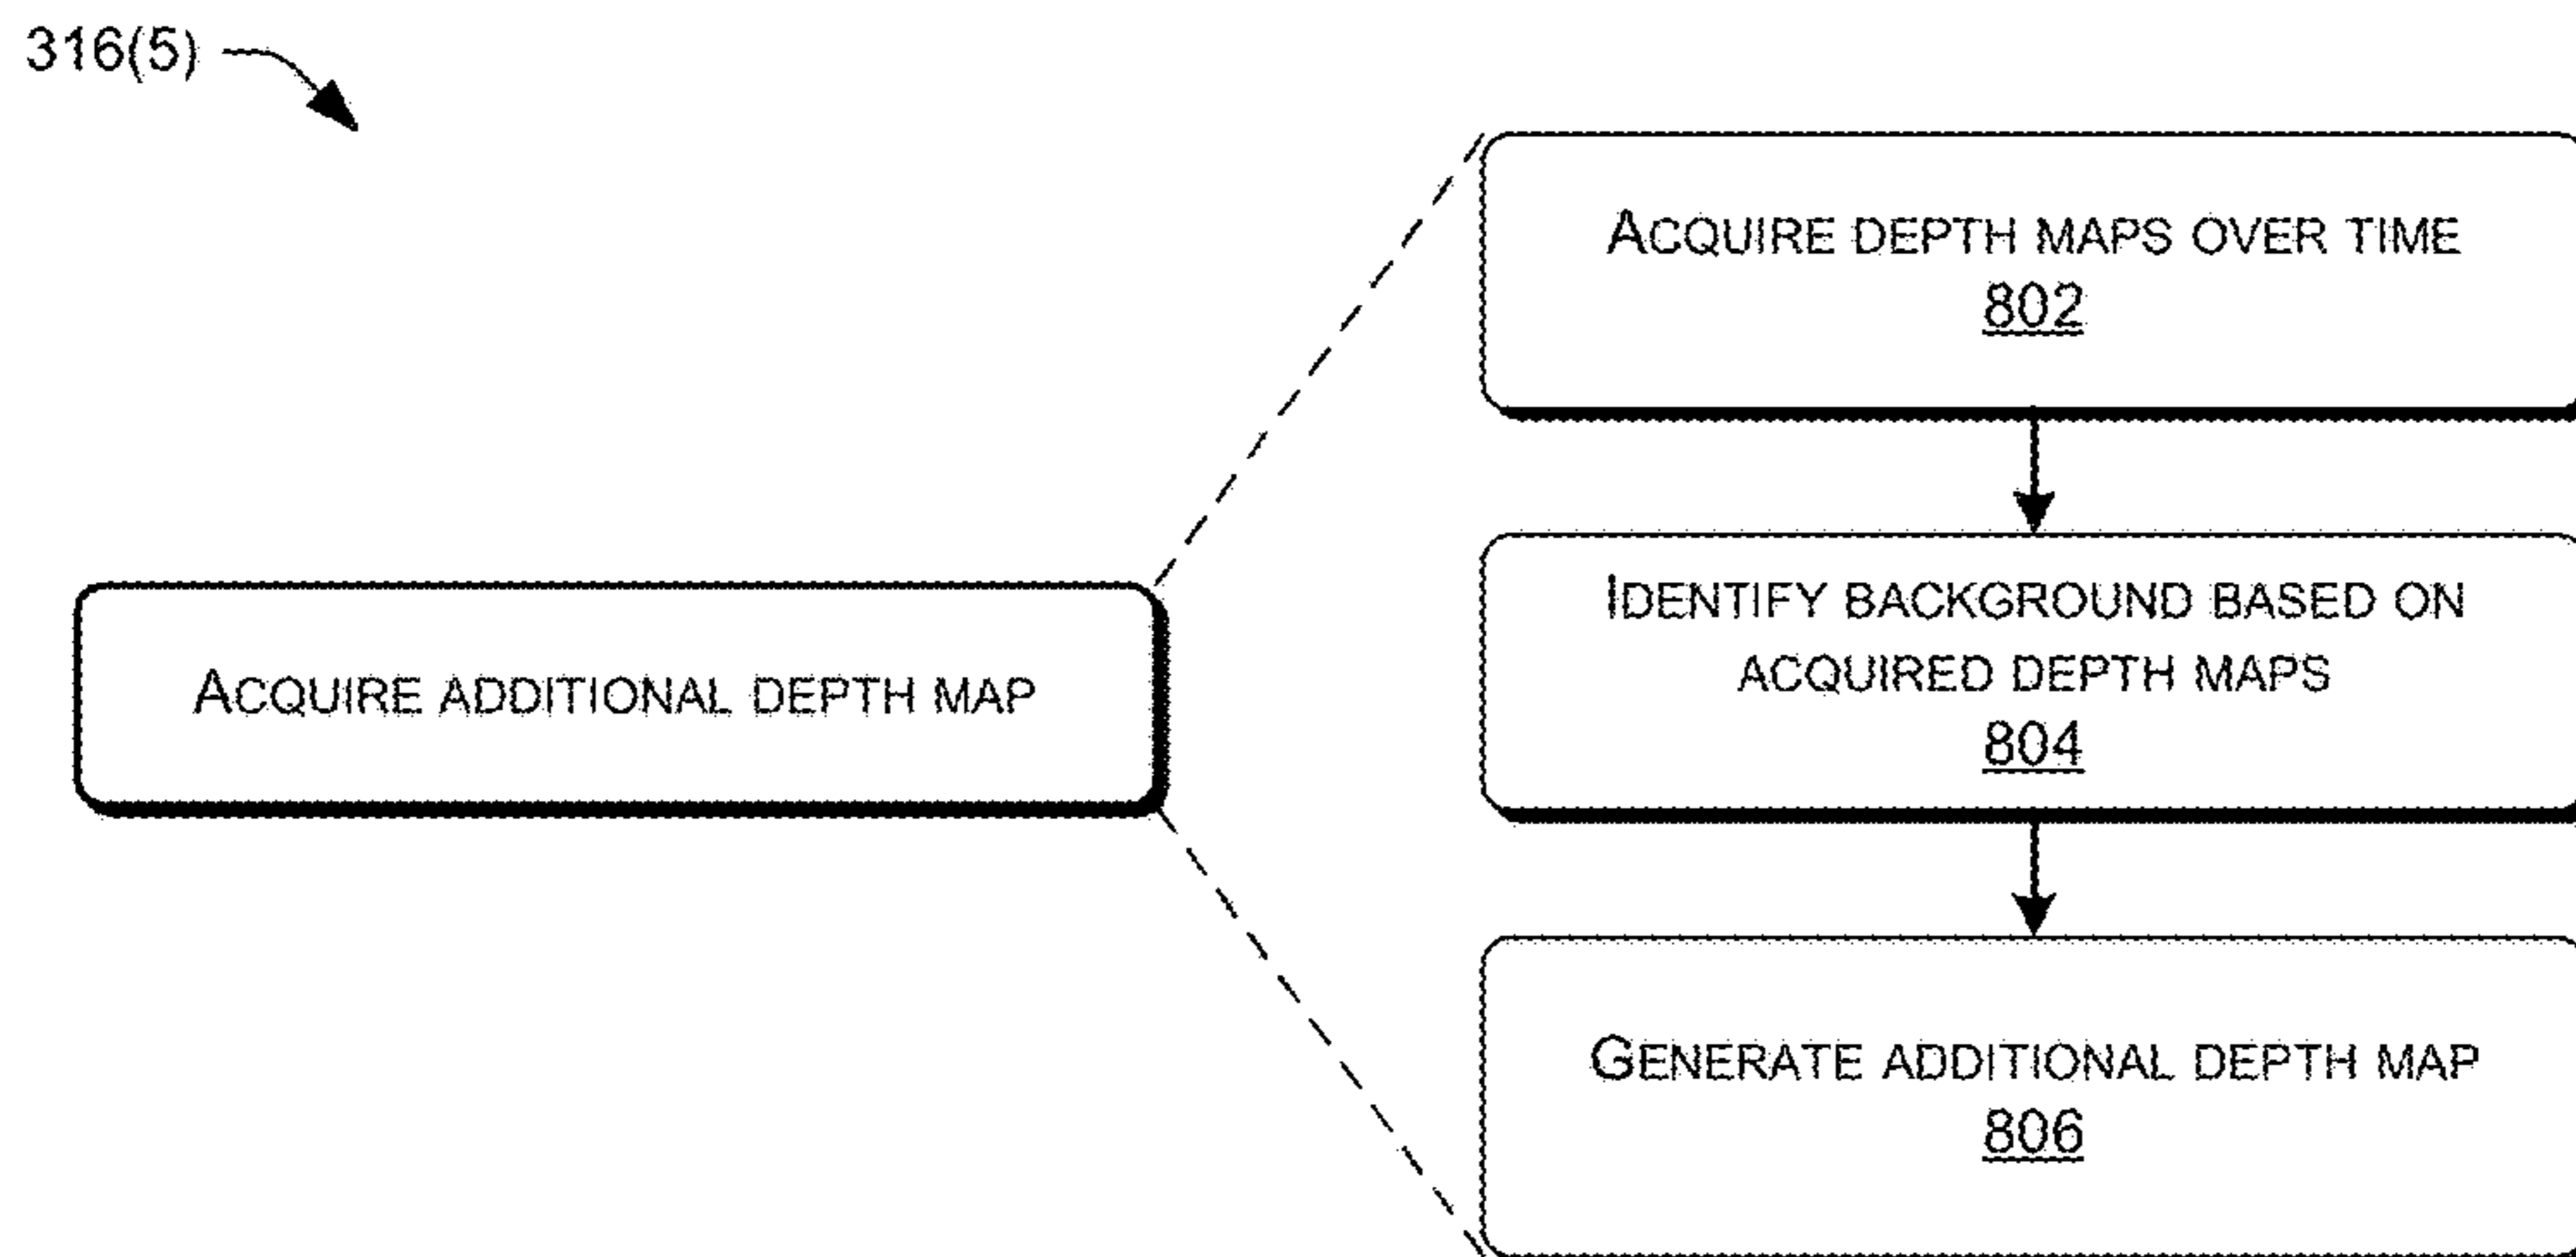 316(5)
ACQUIRE DEPTH MAPS OVER TIME
802
IDENTIFY BACKGROUND BASED ON
ACQUIRED DEPTH MAPS
804
ACQUIRE ADDITIONAL DEPTH MAP
GENERATE ADDITIONAL DEPTH MAP
806